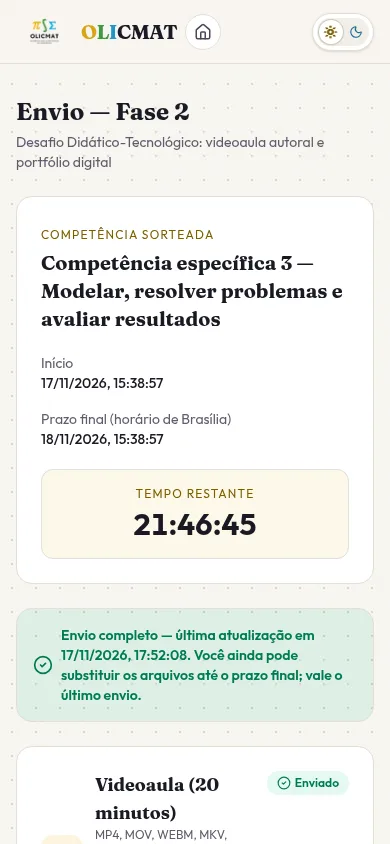 OLICMAT
OLICMAT
Envio — Fase 2
Desafio Didático-Tecnológico: videoaula autoral e
portfólio digital
COMPETÊNCIA SORTEADA
Competência específica 3 —
Modelar, resolver problemas e
avaliar resultados
Início
17/11/2026, 15:38:57
Prazo final (horário de Brasília)
18/11/2026, 15:38:57
TEMPO RESTANTE
21:46:45
Envio completo — última atualização em
17/11/2026, 17:52:08. Você ainda pode
substituir os arquivos até o prazo final; vale o
último envio.
Videoaula (20
minutos)
Enviado
MP4, MOV, WEBM, MKV,